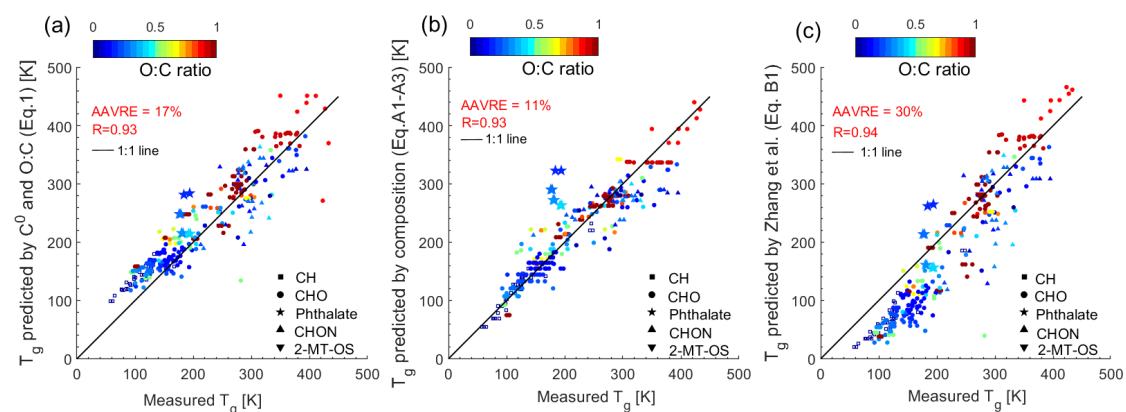 (a)
0 0.5 1
O:C ratio
AAVRE = 17%
R=0.93
1:1 line
CH
CHO
Phthalate
CHON
2-MT-OS
0 100 200 300 400 500
0 100 200 300 400 500
Measured Tg [K]
Tg predicted by C0 and O:C (Eq.1) [K]
(b)
0 0.5 1
O:C ratio
AAVRE = 11%
R=0.93
1:1 line
CH
CHO
Phthalate
CHON
2-MT-OS
0 100 200 300 400 500
0 100 200 300 400 500
Measured Tg [K]
Tg predicted by composition (Eq.A1-A3) [K]
(c)
0 0.5 1
O:C ratio
AAVRE = 30%
R=0.94
1:1 line
CH
CHO
Phthalate
CHON
2-MT-OS
0 100 200 300 400 500
0 100 200 300 400 500
Measured Tg [K]
Tg predicted by Zhang et al. (Eq. B1)